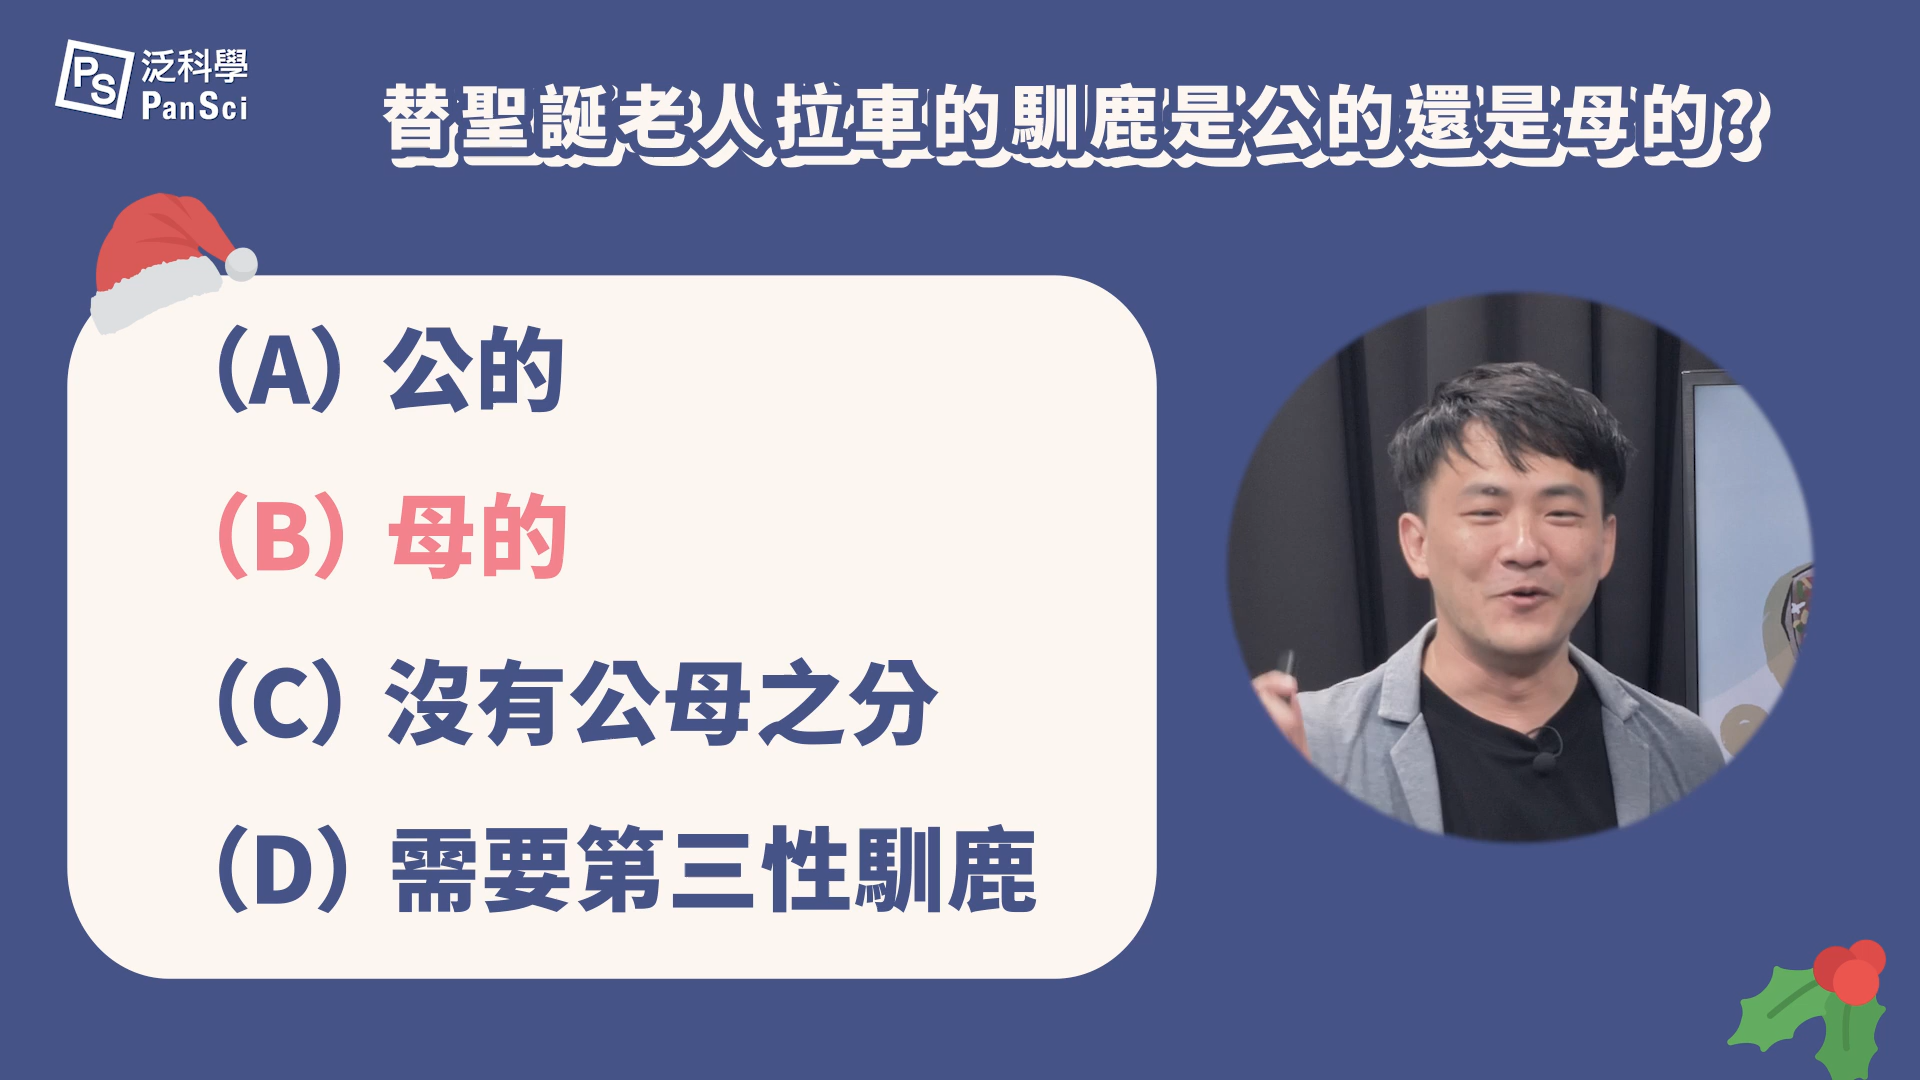 PS 泛科學
PanSci
替聖誕老人拉車的馴鹿是公的還是母的?
(A) 公的
(B) 母的
(C) 沒有公母之分
(D) 需要第三性馴鹿